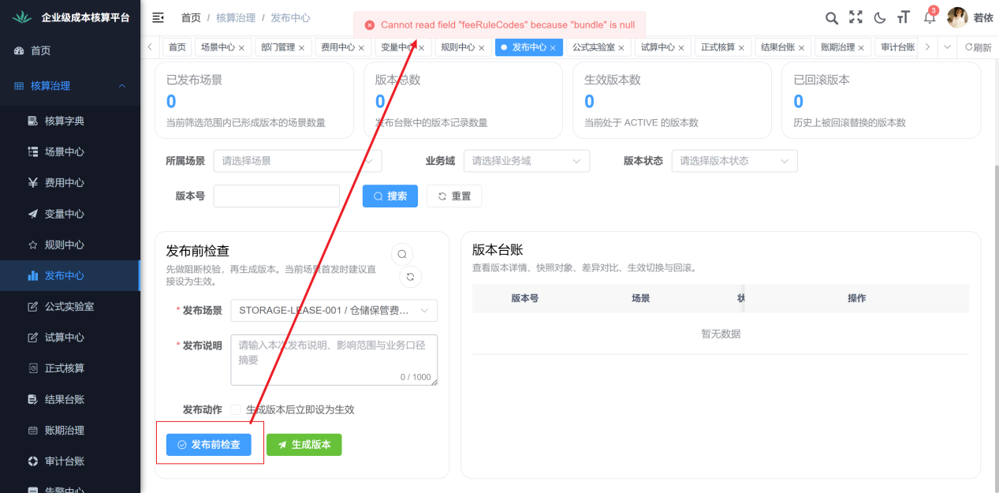 企业级成本核算平台
首页 / 核算治理 / 发布中心
Cannot read field "feeRuleCodes" because "bundle" is null
3
若依
首页
场景中心
部门管理
费用中心
变量中心
规则中心
发布中心
公式实验室
试算中心
正式核算
结果台账
账期治理
审计台账
刷新
首页
核算治理
核算字典
场景中心
费用中心
变量中心
规则中心
发布中心
公式实验室
试算中心
正式核算
结果台账
账期治理
审计台账
告警中心
已发布场景
0
当前筛选范围内已形成版本的场景数量
版本总数
0
发布台账中的版本记录数量
生效版本数
0
当前处于 ACTIVE 的版本数
已回滚版本
0
历史上被回滚替换的版本数
所属场景 请选择场景
业务域 请选择业务域
版本状态 请选择版本状态
版本号
搜索
重置
发布前检查
先做阻断校验，再生成版本。当前场景首发时建议直
接设为生效。
* 发布场景 STORAGE-LEASE-001 / 仓储保管费...
* 发布说明 请输入本次发布说明、影响范围与业务口径
摘要
0 / 1000
发布动作 生成版本后立即设为生效
发布前检查
生成版本
版本台账
查看版本详情、快照对象、差异对比、生效切换与回滚。
版本号 场景 状 操作
暂无数据